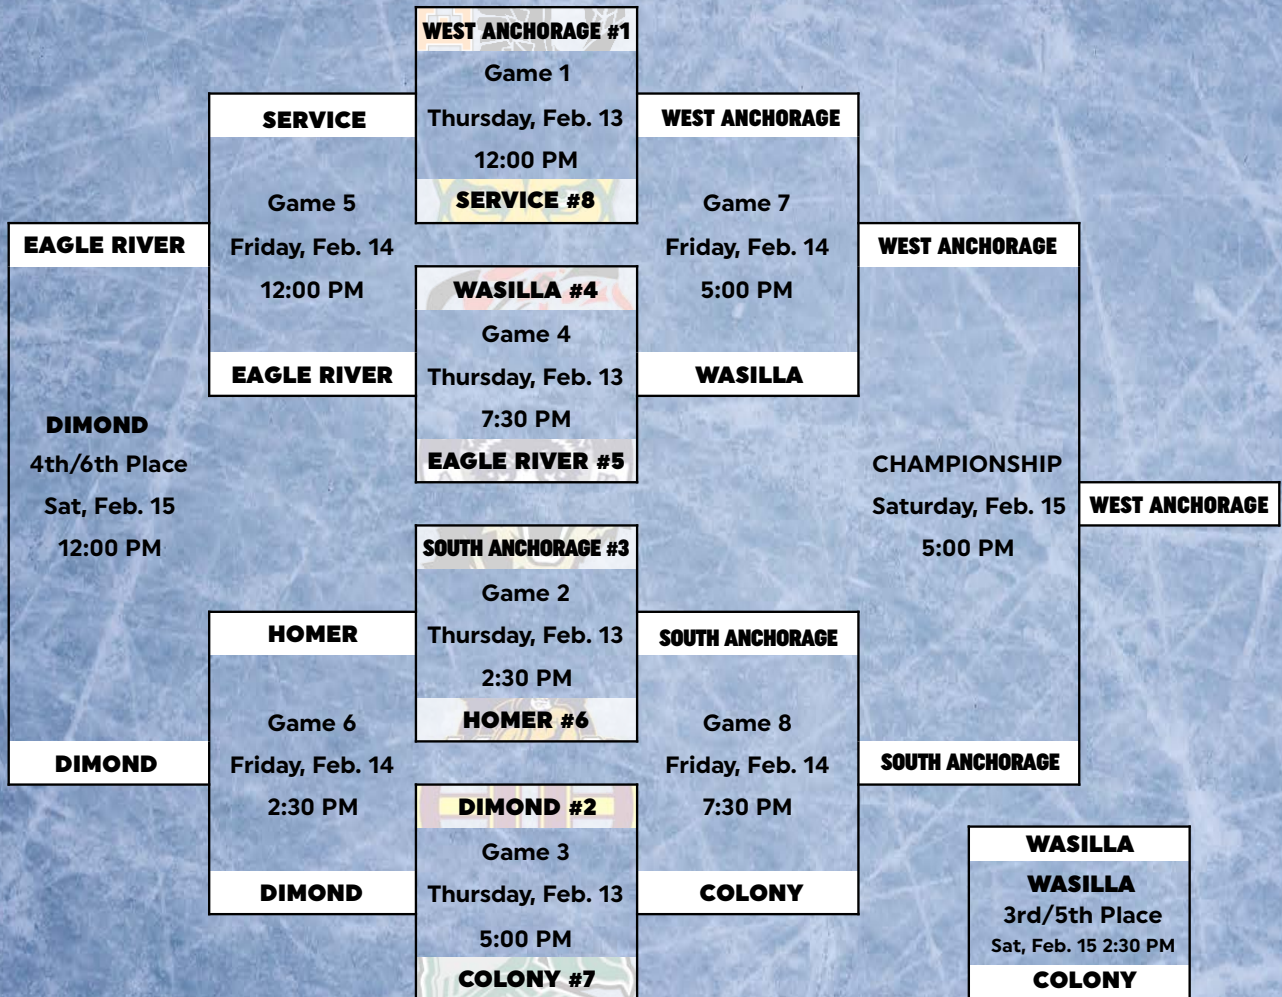 WEST ANCHORAGE #1
Game 1
Thursday, Feb. 13
12:00 PM
SERVICE #8
SERVICE
Game 5
Friday, Feb. 14
12:00 PM
EAGLE RIVER
WEST ANCHORAGE
Game 7
Friday, Feb. 14
5:00 PM
WASILLA
WASILLA #4
Game 4
Thursday, Feb. 13
7:30 PM
EAGLE RIVER #5
EAGLE RIVER
DIMOND
4th/6th Place
Sat, Feb. 15
12:00 PM
DIMOND
WEST ANCHORAGE
CHAMPIONSHIP
Saturday, Feb. 15
5:00 PM
SOUTH ANCHORAGE
WEST ANCHORAGE
SOUTH ANCHORAGE #3
Game 2
Thursday, Feb. 13
2:30 PM
HOMER #6
HOMER
Game 6
Friday, Feb. 14
2:30 PM
DIMOND
SOUTH ANCHORAGE
Game 8
Friday, Feb. 14
7:30 PM
COLONY
DIMOND #2
Game 3
Thursday, Feb. 13
5:00 PM
COLONY #7
WASILLA
WASILLA
3rd/5th Place
Sat, Feb. 15 2:30 PM
COLONY